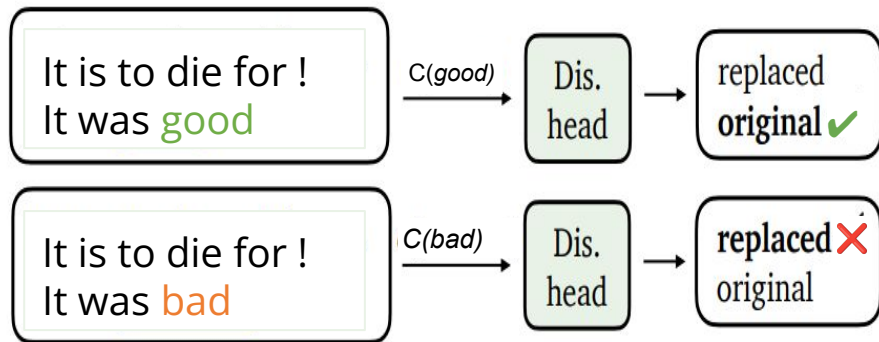 It is to die for !
It was good
C(good)
Dis.
head
replaced
original
It is to die for !
It was bad
C(bad)
Dis.
head
replaced
original